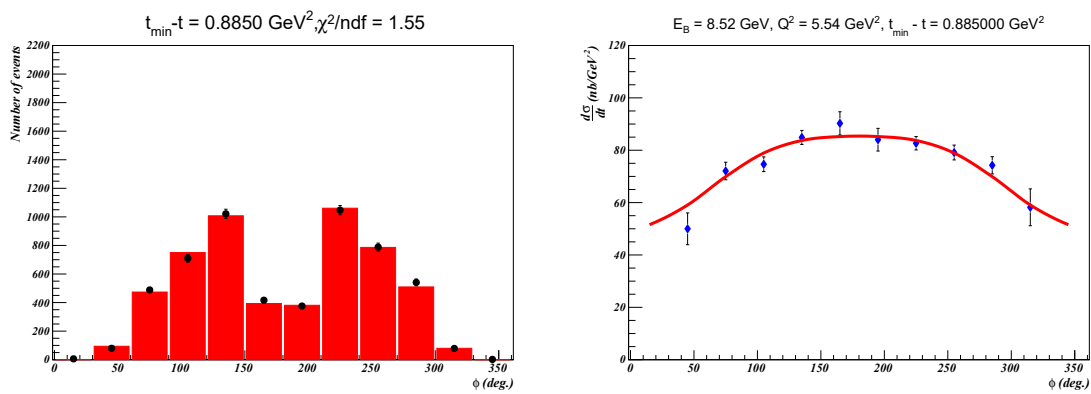 t_min-t = 0.8850 GeV²,χ²/ndf = 1.55
Number of events
2200
2000
1800
1600
1400
1200
1000
800
600
400
200
0
0 50 100 150 200 250 300 350
ϕ (deg.)
E_B = 8.52 GeV, Q² = 5.54 GeV², t_min - t = 0.885000 GeV²
dσ/dt (nb/GeV²)
120
100
80
60
40
20
0
0 50 100 150 200 250 300 350
ϕ (deg.)